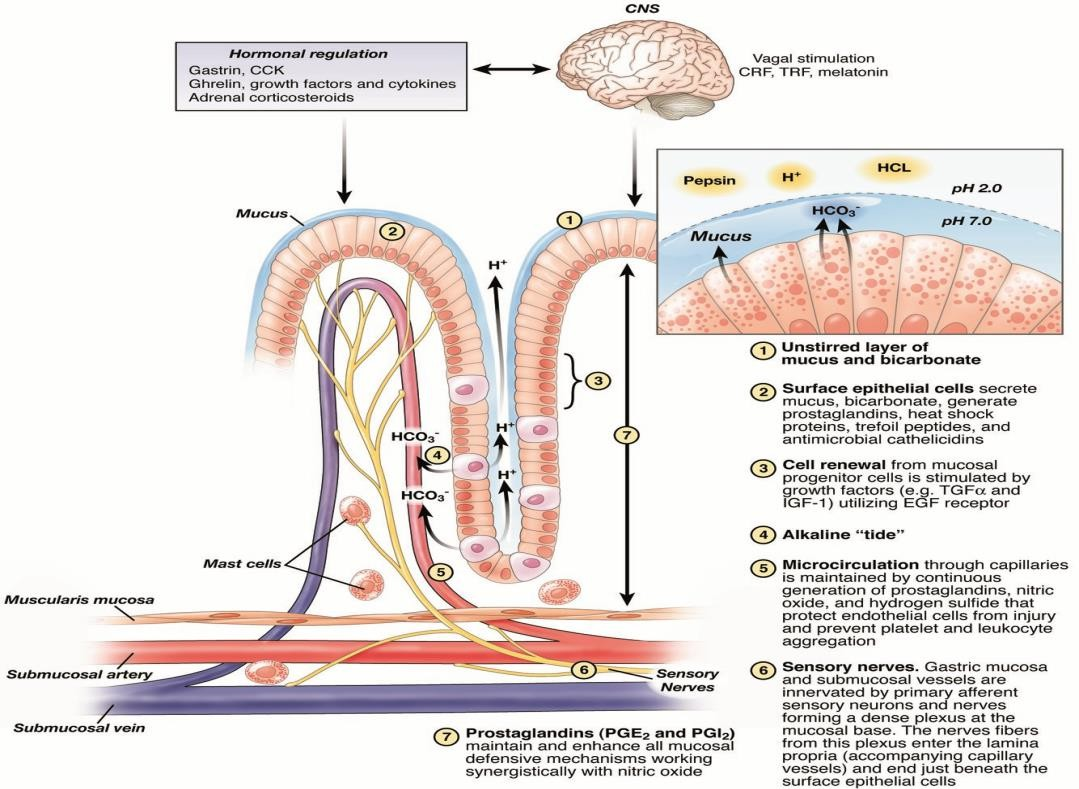 CNS
Hormonal regulation
Gastrin, CCK
Ghrelin, growth factors and cytokines
Adrenal corticosteroids
Vagal stimulation
CRF, TRF, melatonin
Mucus
2
1
H+
3
7
HCO3-
4
H+
H+
HCO3-
5
Mast cells
Muscularis mucosa
Submucosal artery
Submucosal vein
6
Sensory
Nerves
Pepsin
H+
HCL
pH 2.0
HCO3-
pH 7.0
Mucus
1 Unstirred layer of
mucus and bicarbonate
2 Surface epithelial cells secrete
mucus, bicarbonate, generate
prostaglandins, heat shock
proteins, trefoil peptides, and
antimicrobial cathelicidins
3 Cell renewal from mucosal
progenitor cells is stimulated by
growth factors (e.g. TGFα and
IGF-1) utilizing EGF receptor
4 Alkaline “tide”
5 Microcirculation through capillaries
is maintained by continuous
generation of prostaglandins, nitric
oxide, and hydrogen sulfide that
protect endothelial cells from injury
and prevent platelet and leukocyte
aggregation
6 Sensory nerves. Gastric mucosa
and submucosal vessels are
innervated by primary afferent
sensory neurons and nerves
forming a dense plexus at the
mucosal base. The nerves fibers
from this plexus enter the lamina
propria (accompanying capillary
vessels) and end just beneath the
surface epithelial cells
7 Prostaglandins (PGE2 and PGI2)
maintain and enhance all mucosal
defensive mechanisms working
synergistically with nitric oxide